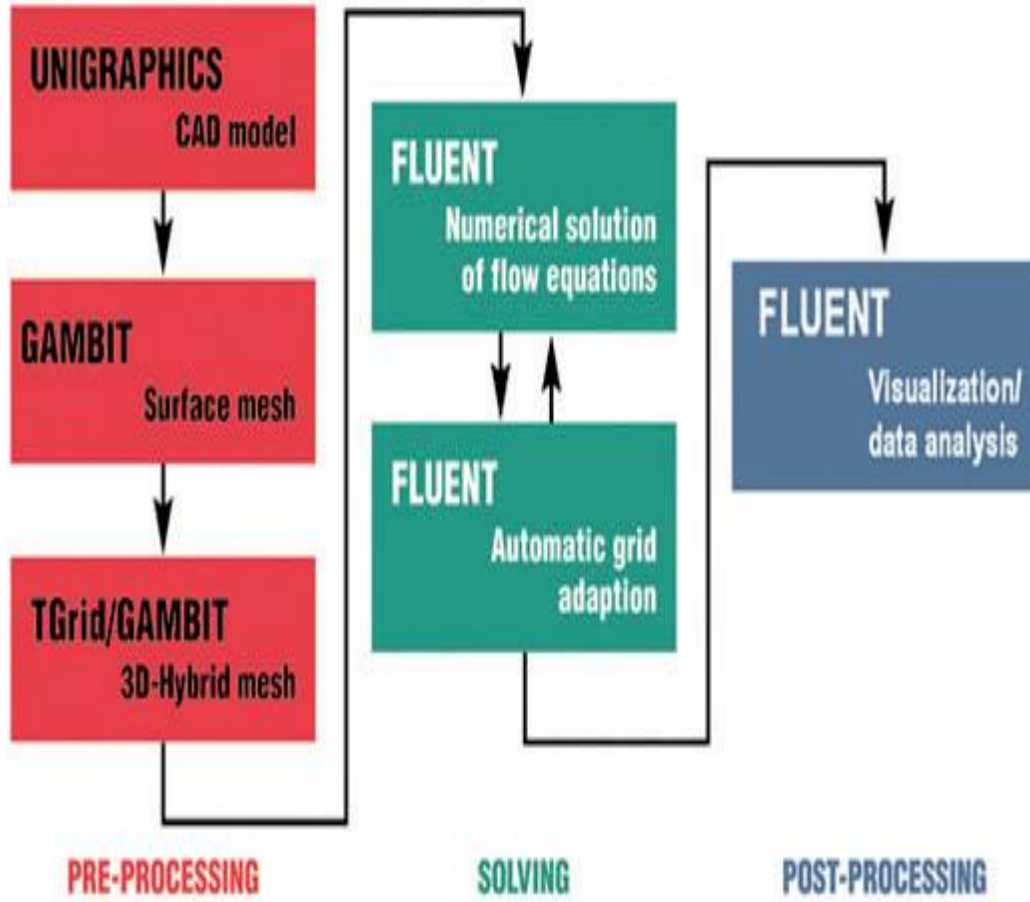 UNIGRAPHICS
CAD model
GAMBIT
Surface mesh
TGrid/GAMBIT
3D-Hybrid mesh
PRE-PROCESSING
FLUENT
Numerical solution
of flow equations
FLUENT
Automatic grid
adaption
SOLVING
FLUENT
Visualization/
data analysis
POST-PROCESSING